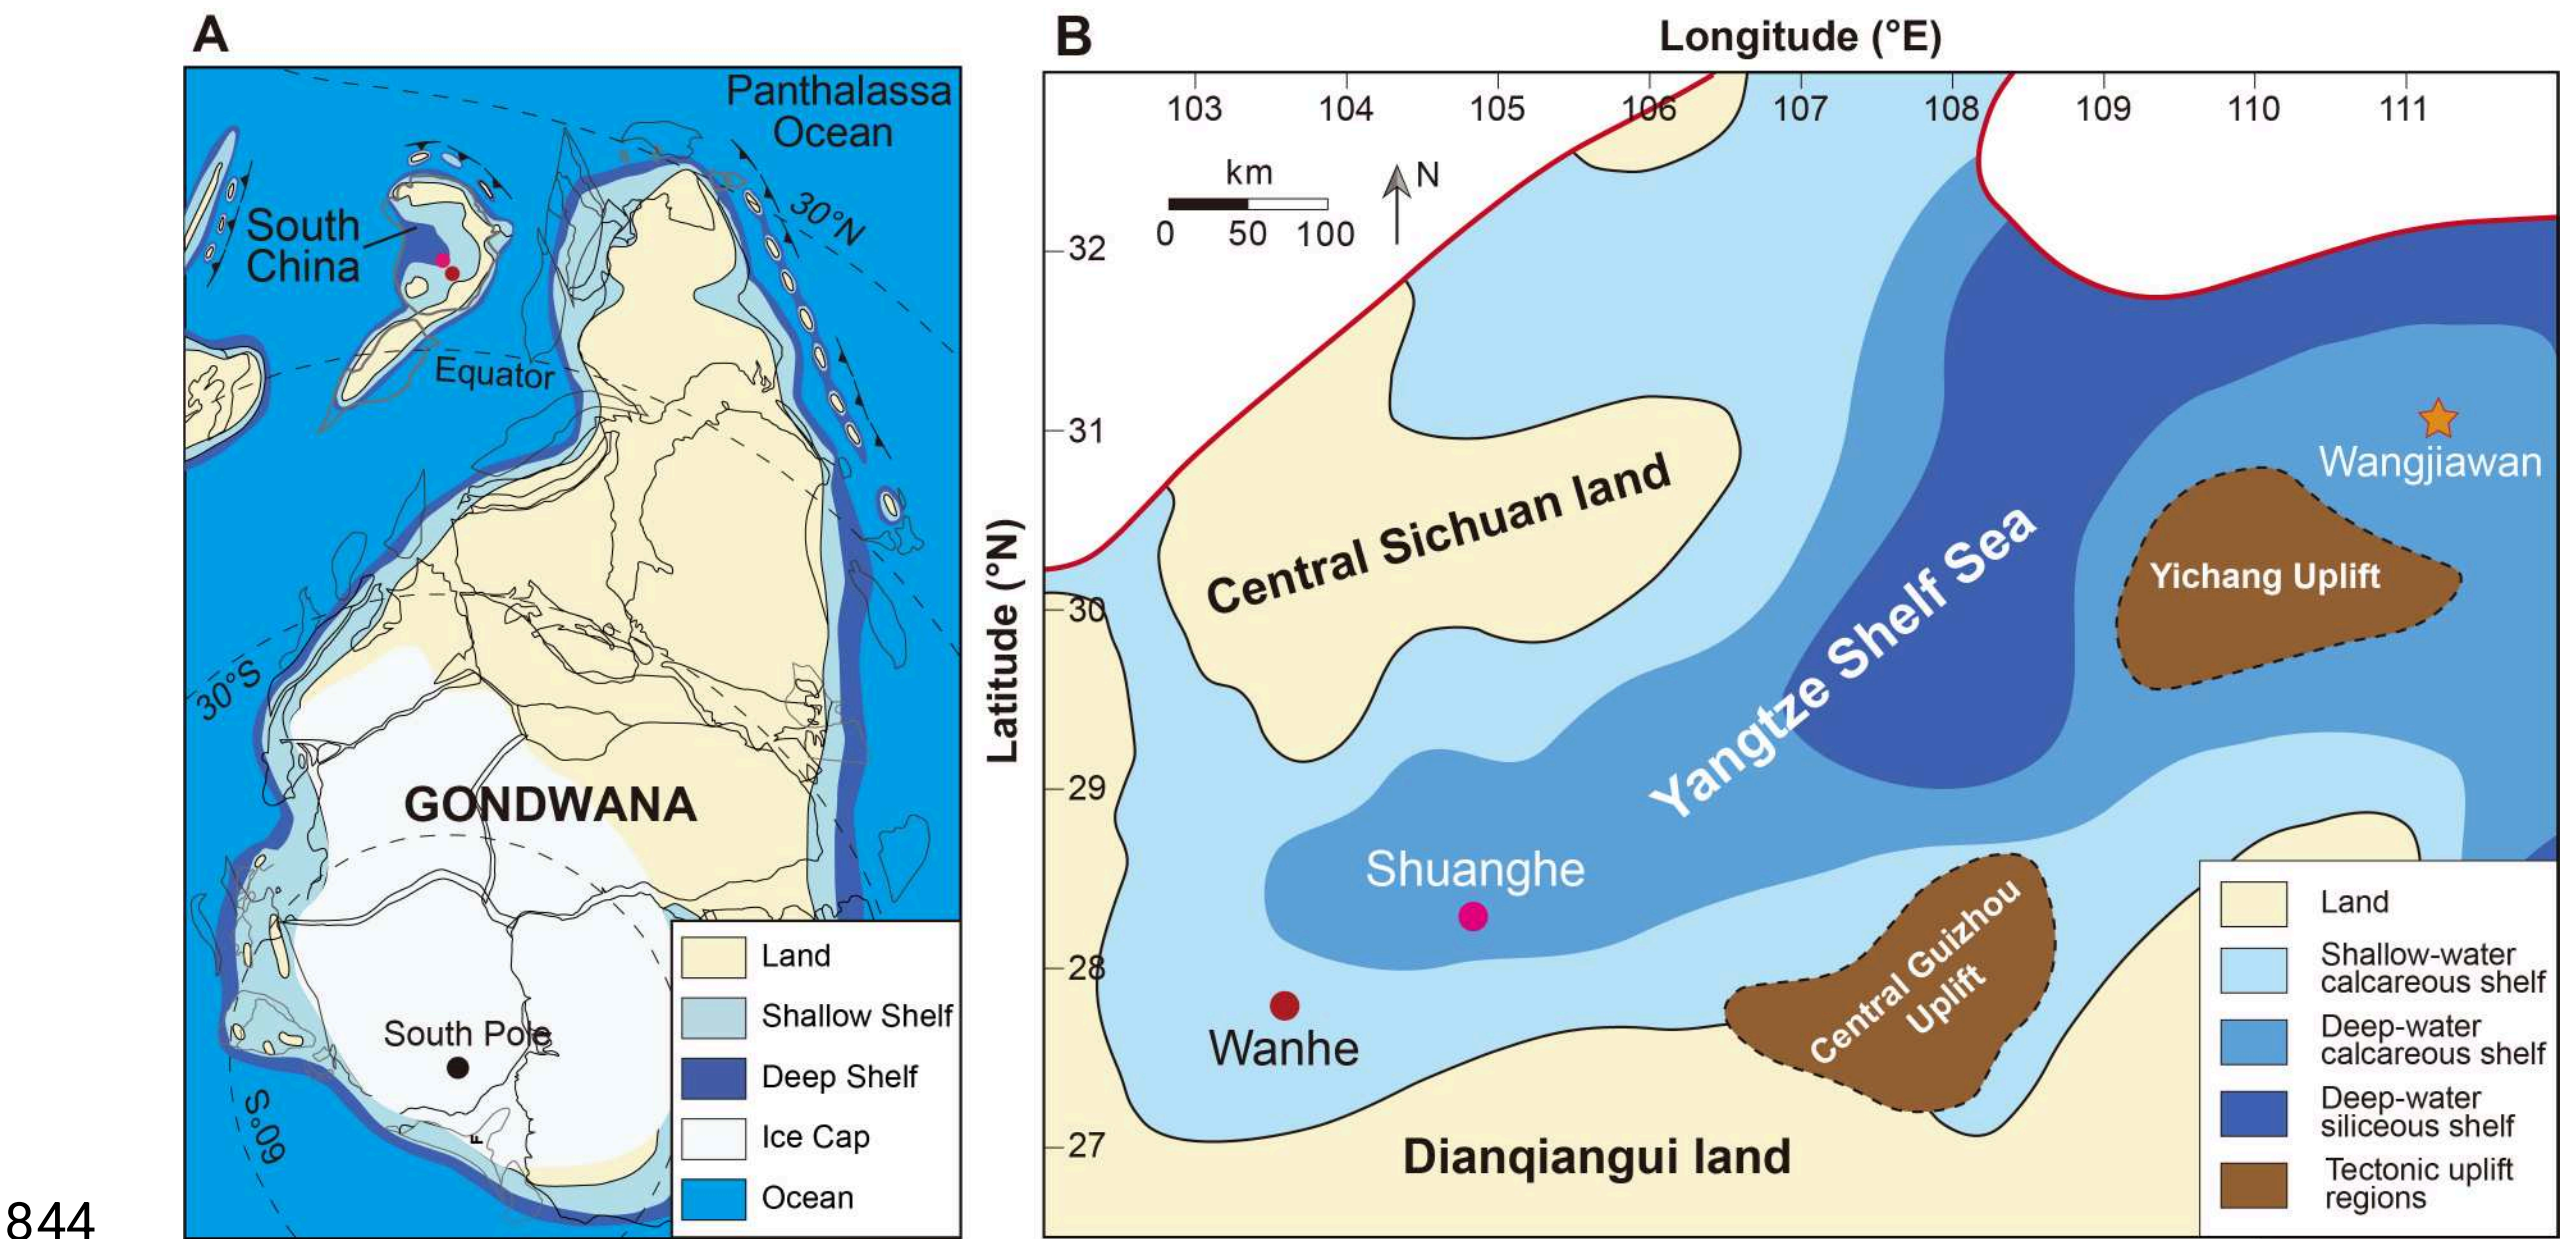 A
Panthalassa
Ocean
30°N
South
China
Equator
30°S
GONDWANA
South Pole
60°S
F
Land
Shallow Shelf
Deep Shelf
Ice Cap
Ocean
B
Longitude (°E)
103 104 105 106 107 108 109 110 111
km
0 50 100
N
Latitude (°N)
32
31
30
29
28
27
Wangjiawan
Central Sichuan land
Yichang Uplift
Yangtze Shelf Sea
Shuanghe
Wanhe
Central Guizhou
Uplift
Dianqiangui land
Land
Shallow-water
calcareous shelf
Deep-water
calcareous shelf
Deep-water
siliceous shelf
Tectonic uplift
regions
844